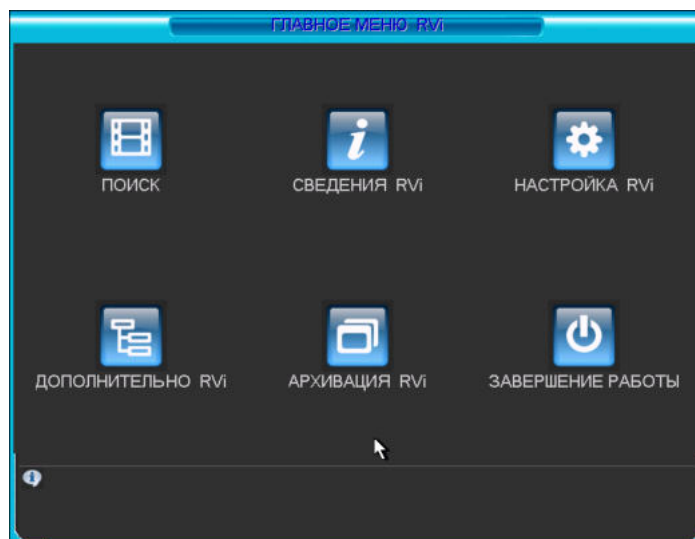 ГЛАВНОЕ МЕНЮ RVi
ПОИСК
СВЕДЕНИЯ RVi
НАСТРОЙКА RVi
ДОПОЛНИТЕЛЬНО RVi
АРХИВАЦИЯ RVi
ЗАВЕРШЕНИЕ РАБОТЫ